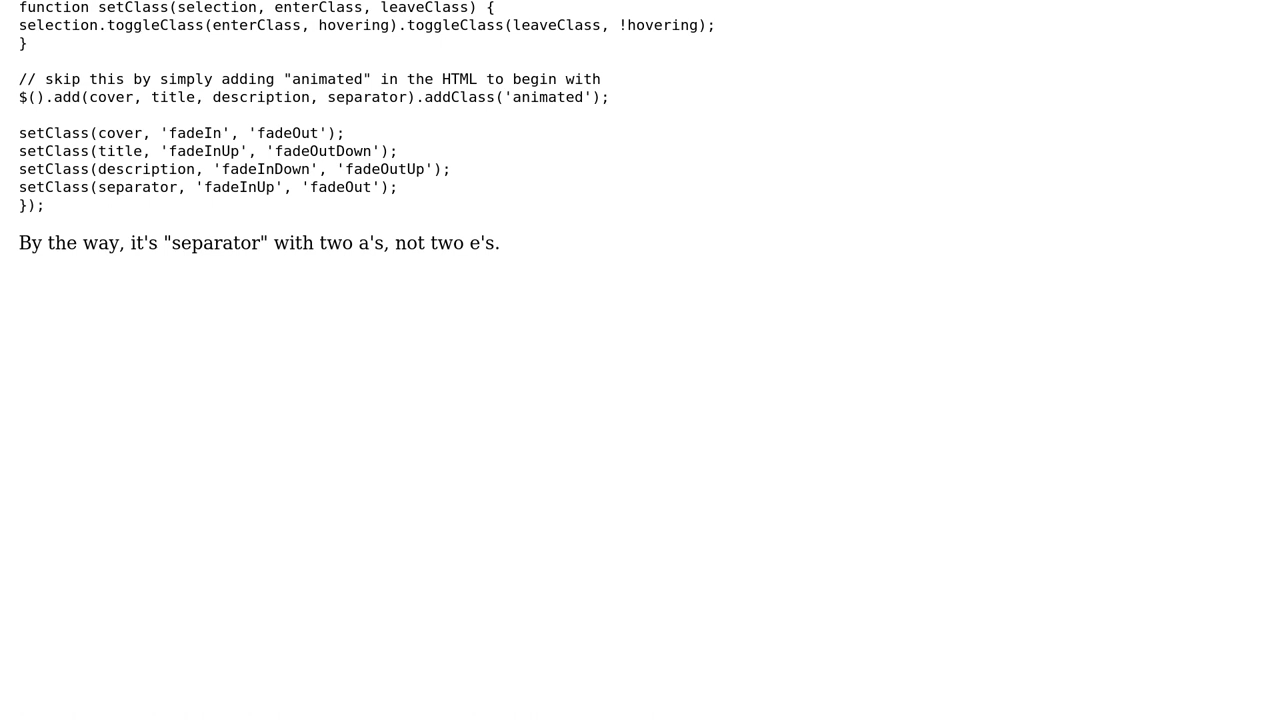 function setClass(selection, enterClass, leaveClass) {
selection.toggleClass(enterClass, hovering).toggleClass(leaveClass, !hovering);
}
// skip this by simply adding "animated" in the HTML to begin with
$().add(cover, title, description, separator).addClass('animated');
setClass(cover, 'fadeIn', 'fadeOut');
setClass(title, 'fadeInUp', 'fadeOutDown');
setClass(description, 'fadeInDown', 'fadeOutUp');
setClass(separator, 'fadeInUp', 'fadeOut');
});
By the way, it's "separator" with two a's, not two e's.